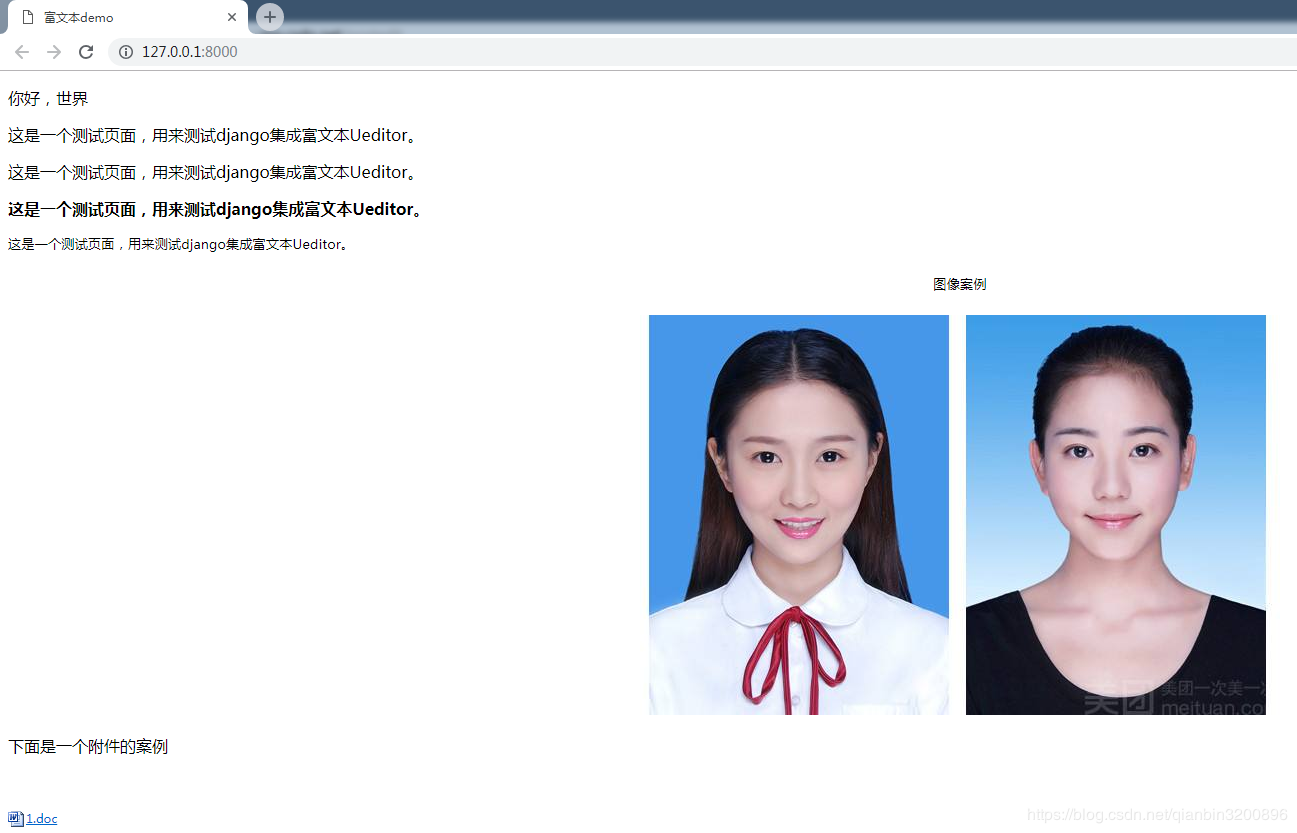 富文本demo
127.0.0.1:8000
你好，世界
这是一个测试页面，用来测试django集成富文本Ueditor。
这是一个测试页面，用来测试django集成富文本Ueditor。
这是一个测试页面，用来测试django集成富文本Ueditor。
这是一个测试页面，用来测试django集成富文本Ueditor。
图像案例
美团 美团一次美一
meituan.co
下面是一个附件的案例
1.doc
https://blog.csdn.net/qianbin3200896